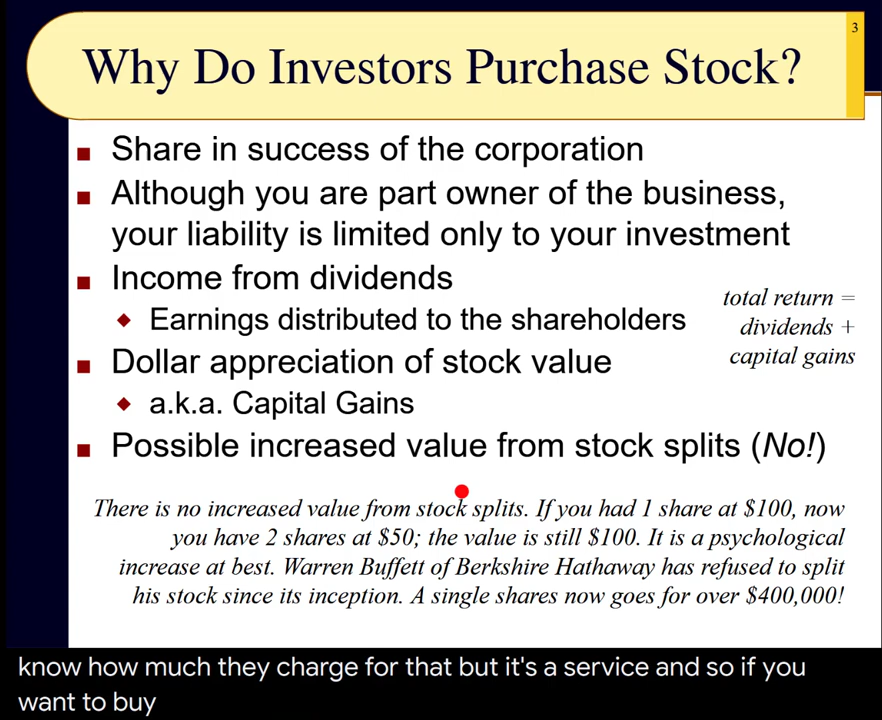 3
Why Do Investors Purchase Stock?
Share in success of the corporation
Although you are part owner of the business,
your liability is limited only to your investment
Income from dividends
Earnings distributed to the shareholders
total return =
dividends +
capital gains
Dollar appreciation of stock value
a.k.a. Capital Gains
Possible increased value from stock splits (No!)
There is no increased value from stock splits. If you had 1 share at $100, now
you have 2 shares at $50; the value is still $100. It is a psychological
increase at best. Warren Buffett of Berkshire Hathaway has refused to split
his stock since its inception. A single shares now goes for over $400,000!
know how much they charge for that but it's a service and so if you
want to buy